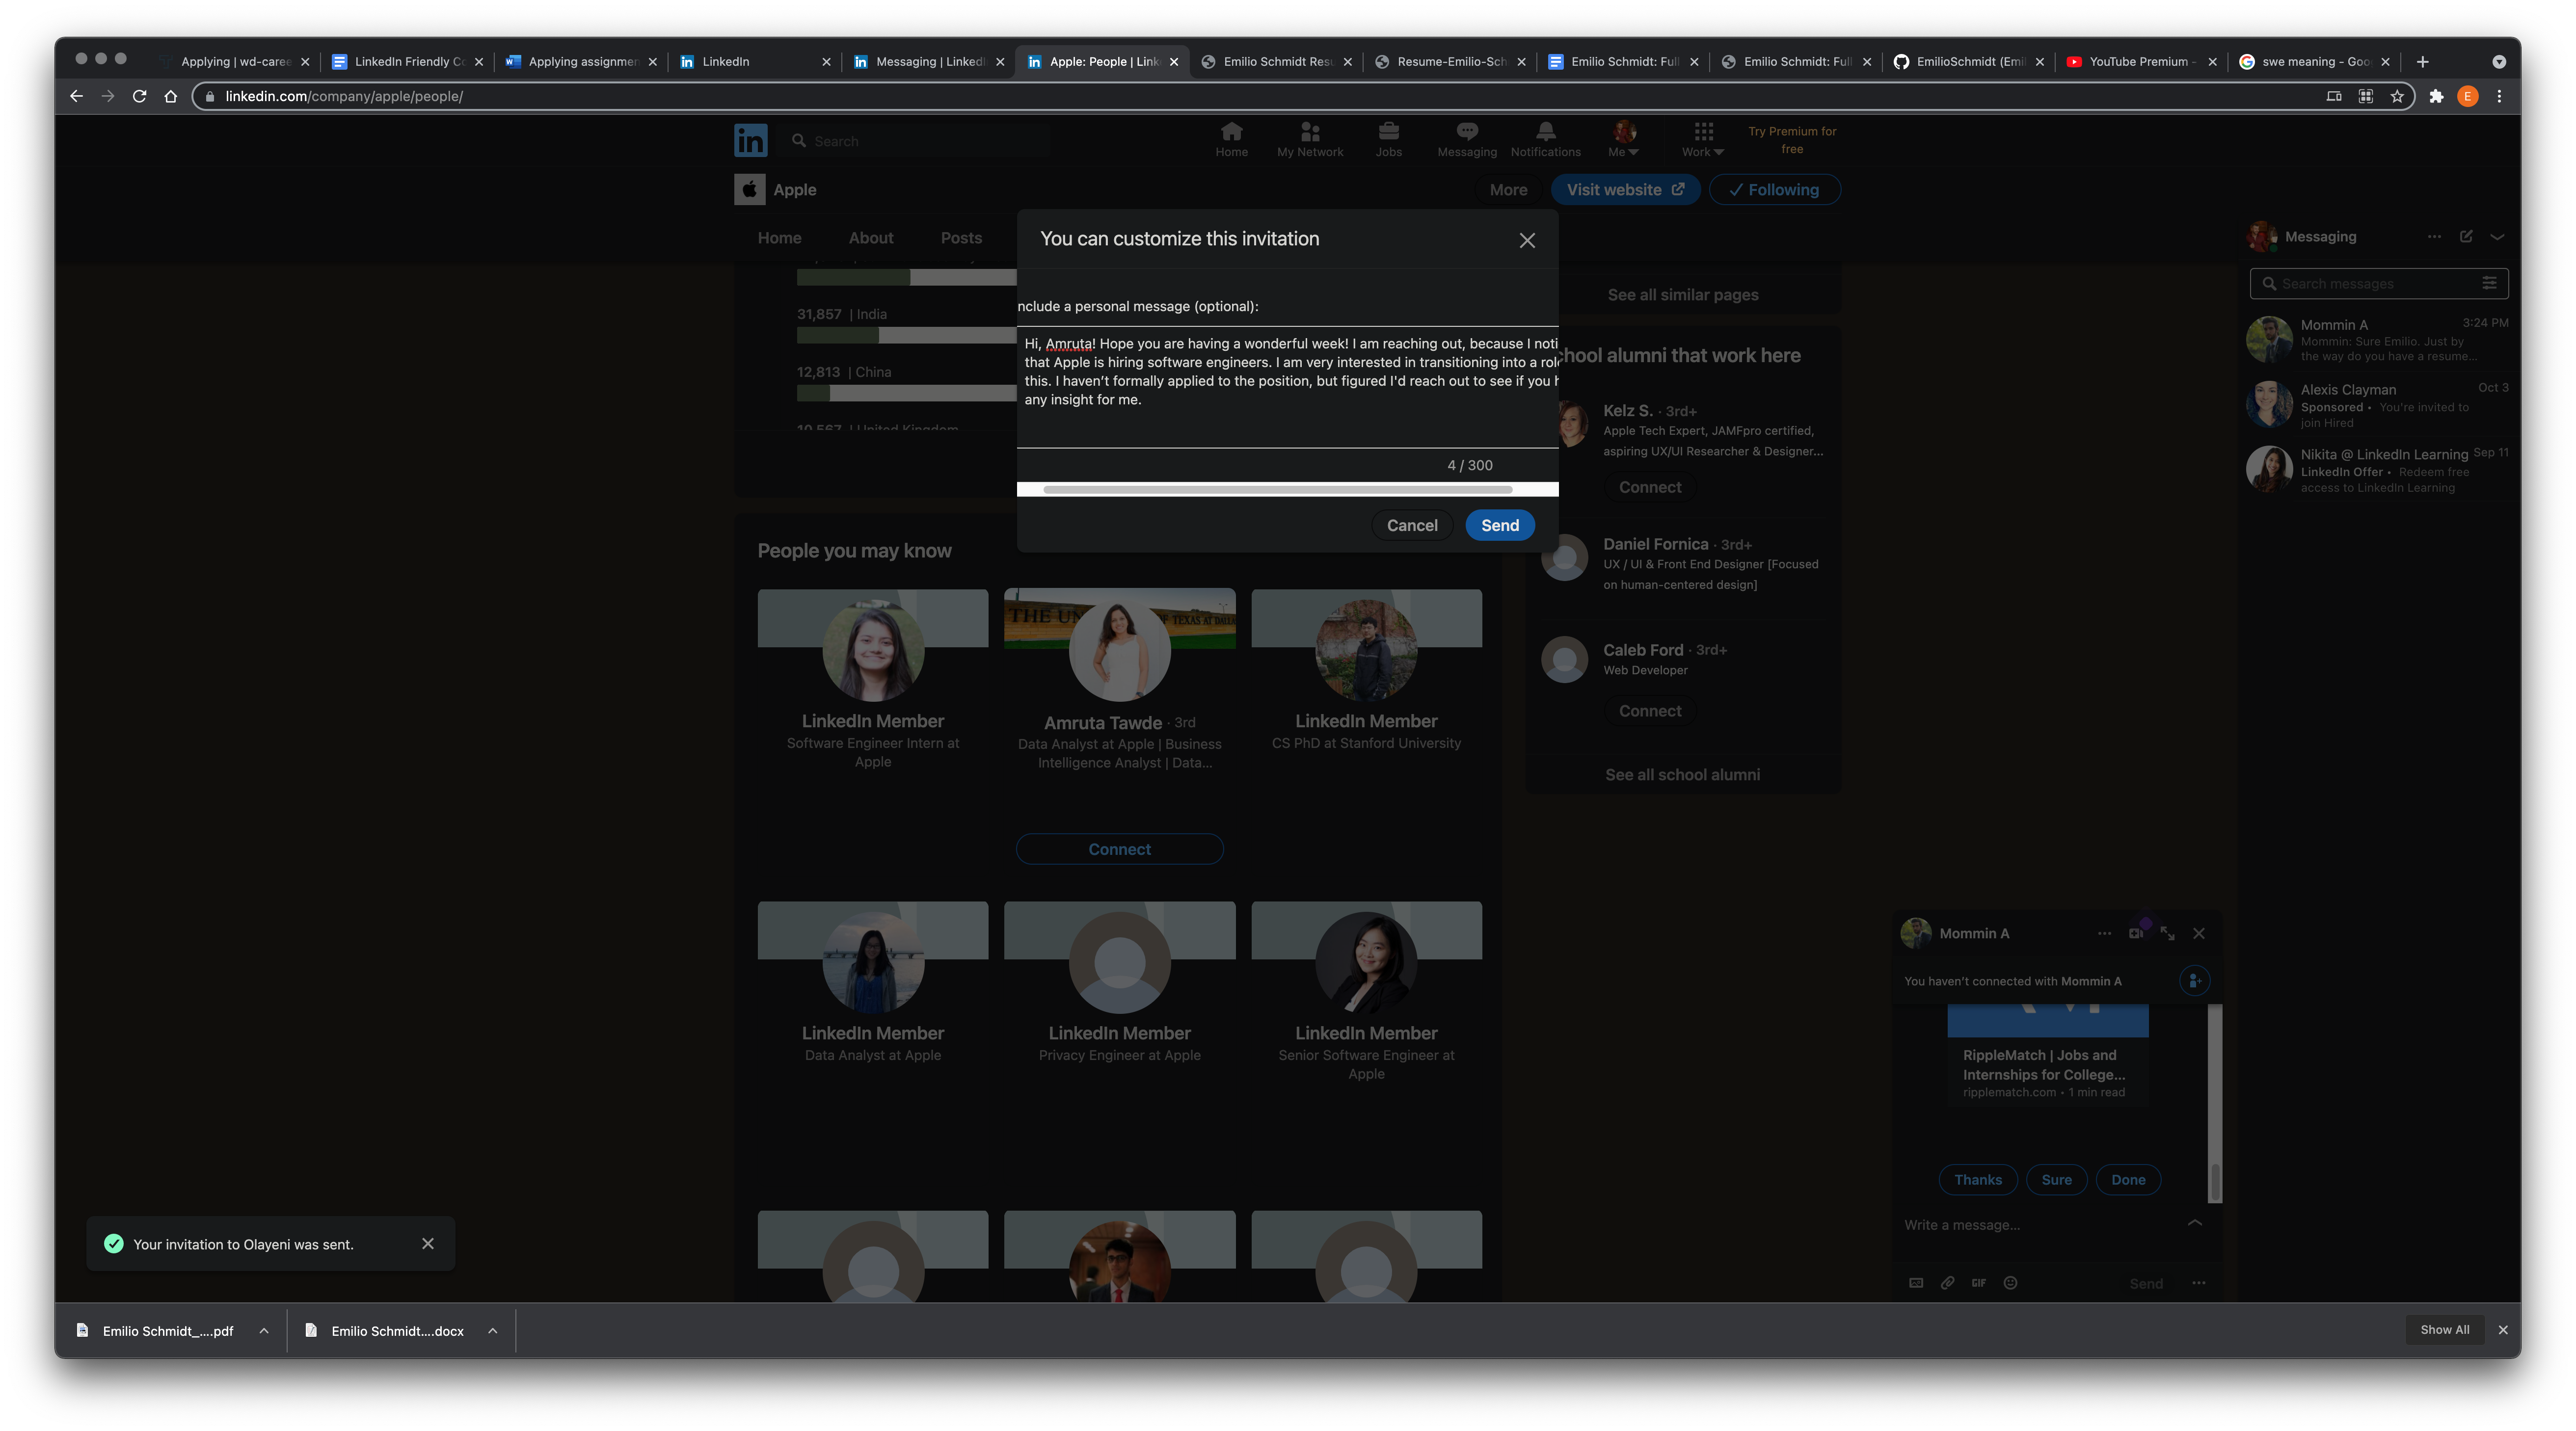 Applying | wd-caree
LinkedIn Friendly Co
Applying assignmen
LinkedIn
Messaging | LinkedI
Apple: People | Link
Emilio Schmidt Resu
Resume-Emilio-Sch
Emilio Schmidt: Full
Emilio Schmidt: Full
EmilioSchmidt (Emil
YouTube Premium -
swe meaning - Goo
linkedin.com/company/apple/people/
E
in
Search
Home
My Network
Jobs
Messaging
Notifications
Me
Work
Try Premium for
free
Apple
More
Visit website
Following
Home
About
Posts
31,857 | India
12,813 | China
10,567 | United Kingdom
You can customize this invitation
nclude a personal message (optional):
Hi, Amruta! Hope you are having a wonderful week! I am reaching out, because I noti
that Apple is hiring software engineers. I am very interested in transitioning into a role
this. I haven't formally applied to the position, but figured I'd reach out to see if you h
any insight for me.
4 / 300
Cancel
Send
See all similar pages
chool alumni that work here
Kelz S. · 3rd+
Apple Tech Expert, JAMFpro certified,
aspiring UX/UI Researcher & Designer...
Connect
Daniel Fornica · 3rd+
UX / UI & Front End Designer [Focused
on human-centered design]
Caleb Ford · 3rd+
Web Developer
Connect
See all school alumni
People you may know
LinkedIn Member
Software Engineer Intern at
Apple
THE UN
OF TEXAS AT DALLA
Amruta Tawde · 3rd
Data Analyst at Apple | Business
Intelligence Analyst | Data...
Connect
LinkedIn Member
CS PhD at Stanford University
LinkedIn Member
Data Analyst at Apple
LinkedIn Member
Privacy Engineer at Apple
LinkedIn Member
Senior Software Engineer at
Apple
Messaging
Search messages
Mommin A
3:24 PM
Mommin: Sure Emilio. Just by
the way do you have a resume...
Alexis Clayman
Oct 3
Sponsored • You're invited to
join Hired
Nikita @ LinkedIn Learning
Sep 11
LinkedIn Offer • Redeem free
access to LinkedIn Learning
Mommin A
You haven't connected with Mommin A
RippleMatch | Jobs and
Internships for College...
ripplematch.com • 1 min read
Thanks
Sure
Done
Write a message...
GIF
Send
Your invitation to Olayeni was sent.
Emilio Schmidt_....pdf
Emilio Schmidt....docx
Show All